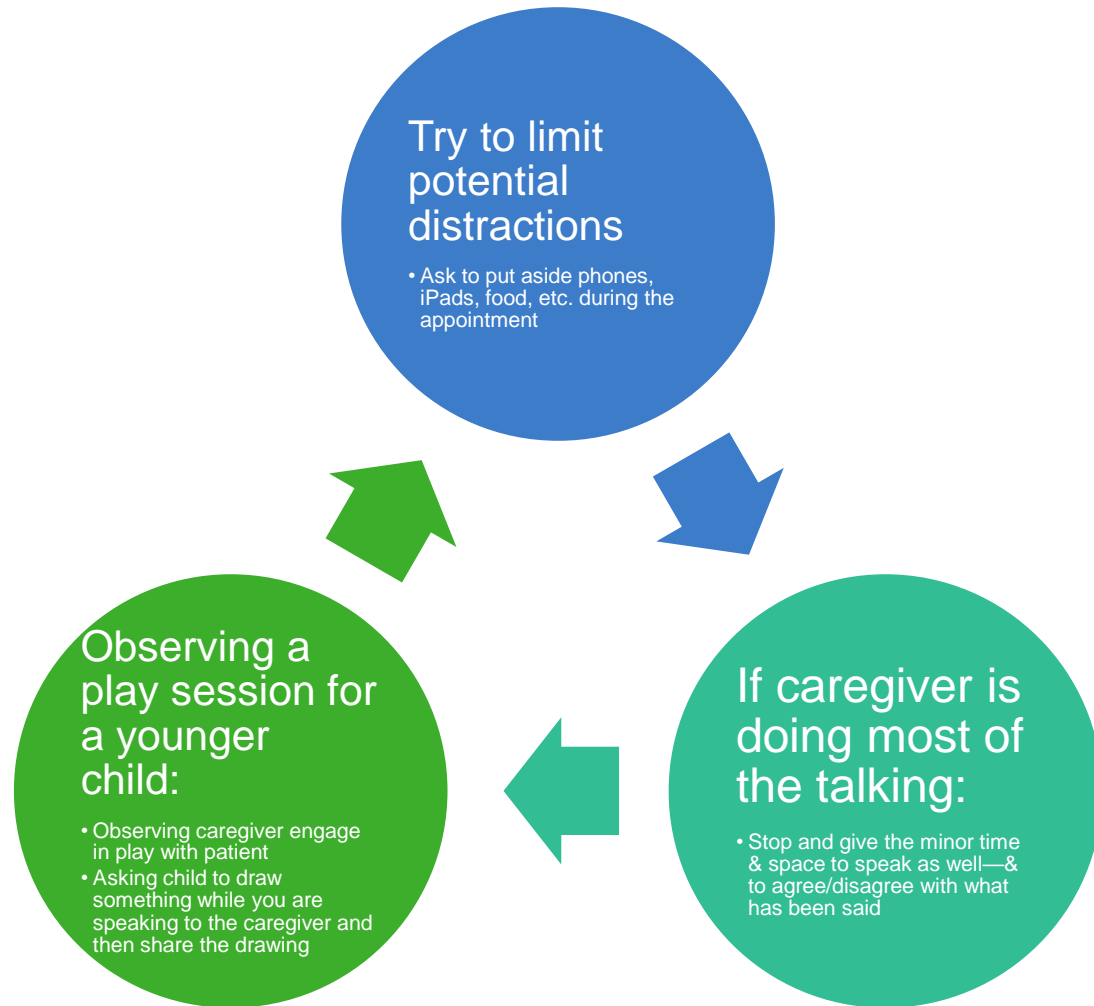 Try to limit
potential
distractions
• Ask to put aside phones,
iPads, food, etc. during the
appointment
If caregiver is
doing most of
the talking:
• Stop and give the minor time
& space to speak as well—&
to agree/disagree with what
has been said
Observing a
play session for
a younger
child:
• Observing caregiver engage
in play with patient
• Asking child to draw
something while you are
speaking to the caregiver and
then share the drawing